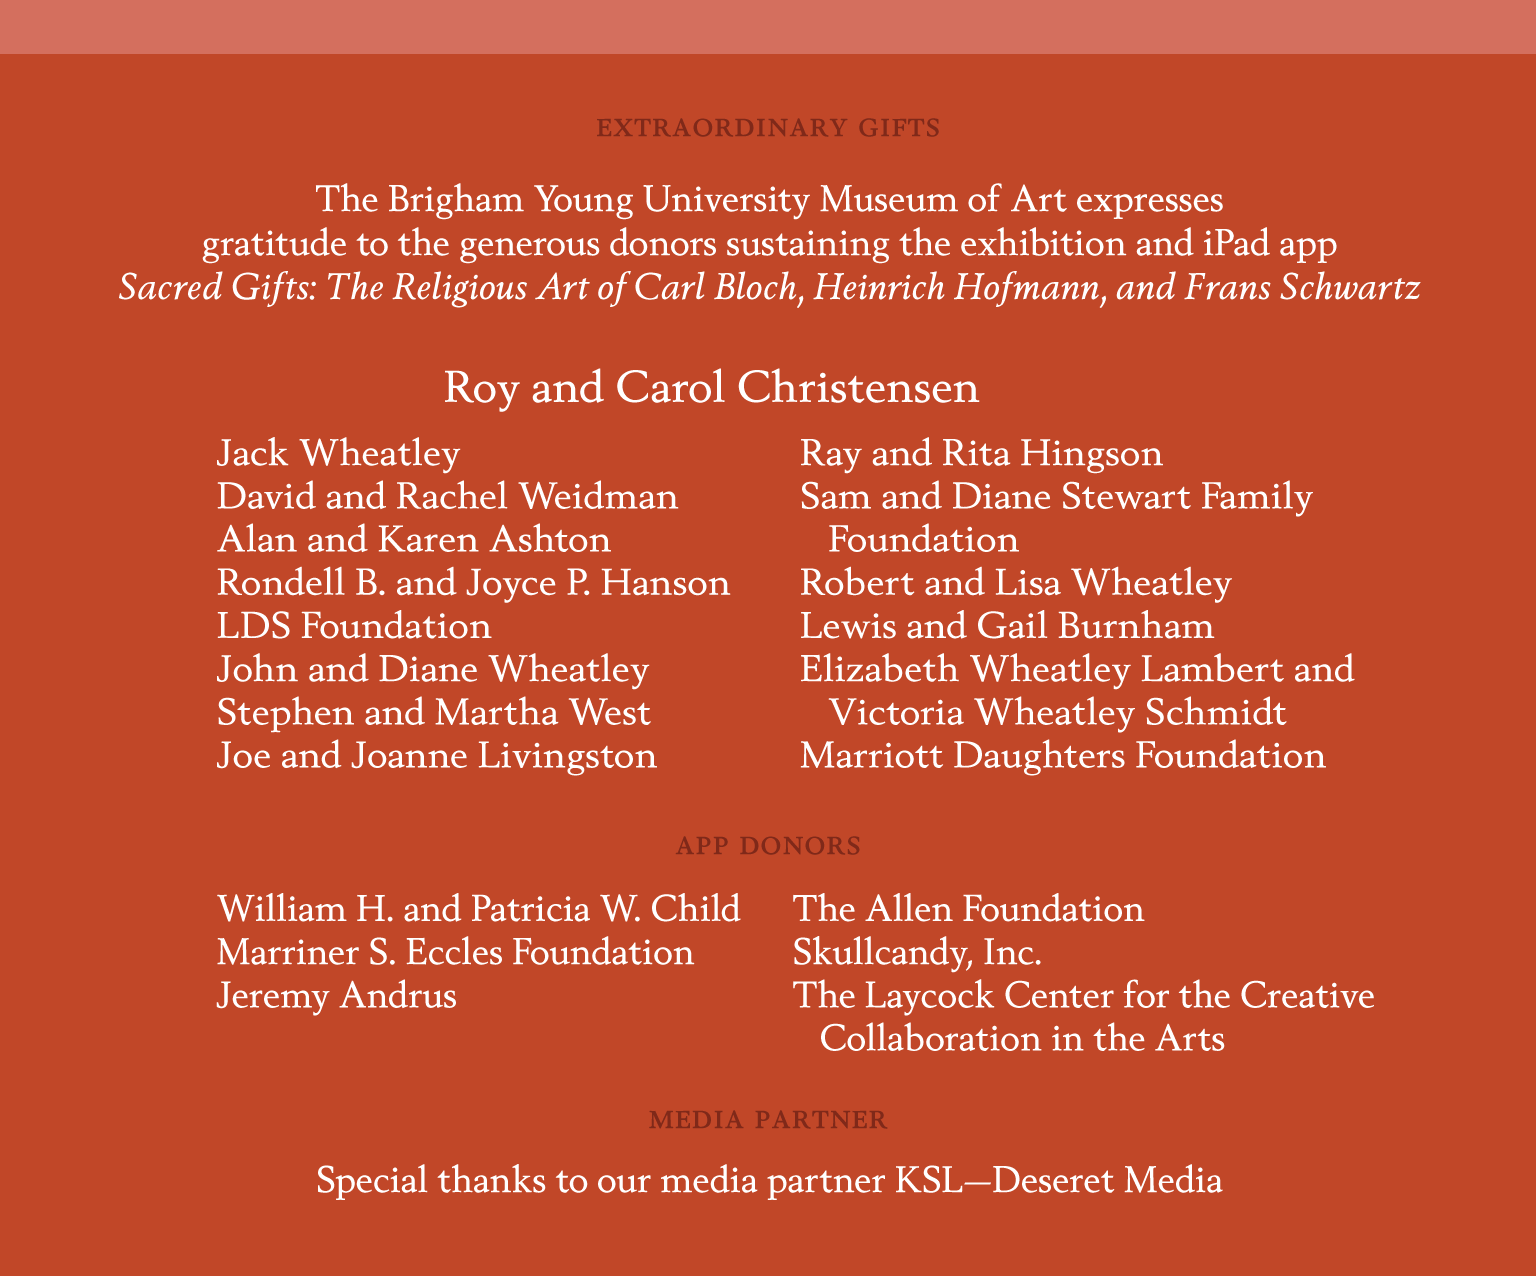 EXTRAORDINARY GIFTS
The Brigham Young University Museum of Art expresses
gratitude to the generous donors sustaining the exhibition and iPad app
Sacred Gifts: The Religious Art of Carl Bloch, Heinrich Hofmann, and Frans Schwartz
Roy and Carol Christensen
Jack Wheatley
David and Rachel Weidman
Alan and Karen Ashton
Rondell B. and Joyce P. Hanson
LDS Foundation
John and Diane Wheatley
Stephen and Martha West
Joe and Joanne Livingston
Ray and Rita Hingson
Sam and Diane Stewart Family
Foundation
Robert and Lisa Wheatley
Lewis and Gail Burnham
Elizabeth Wheatley Lambert and
Victoria Wheatley Schmidt
Marriott Daughters Foundation
APP DONORS
William H. and Patricia W. Child
Marriner S. Eccles Foundation
Jeremy Andrus
The Allen Foundation
Skullcandy, Inc.
The Laycock Center for the Creative
Collaboration in the Arts
MEDIA PARTNER
Special thanks to our media partner KSL—Deseret Media